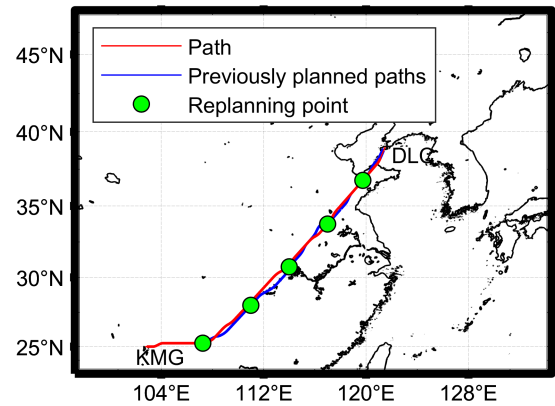 45°N
Path
Previously planned paths
Replanning point
40°N
DLC
35°N
30°N
25°N
KMG
104°E
112°E
120°E
128°E